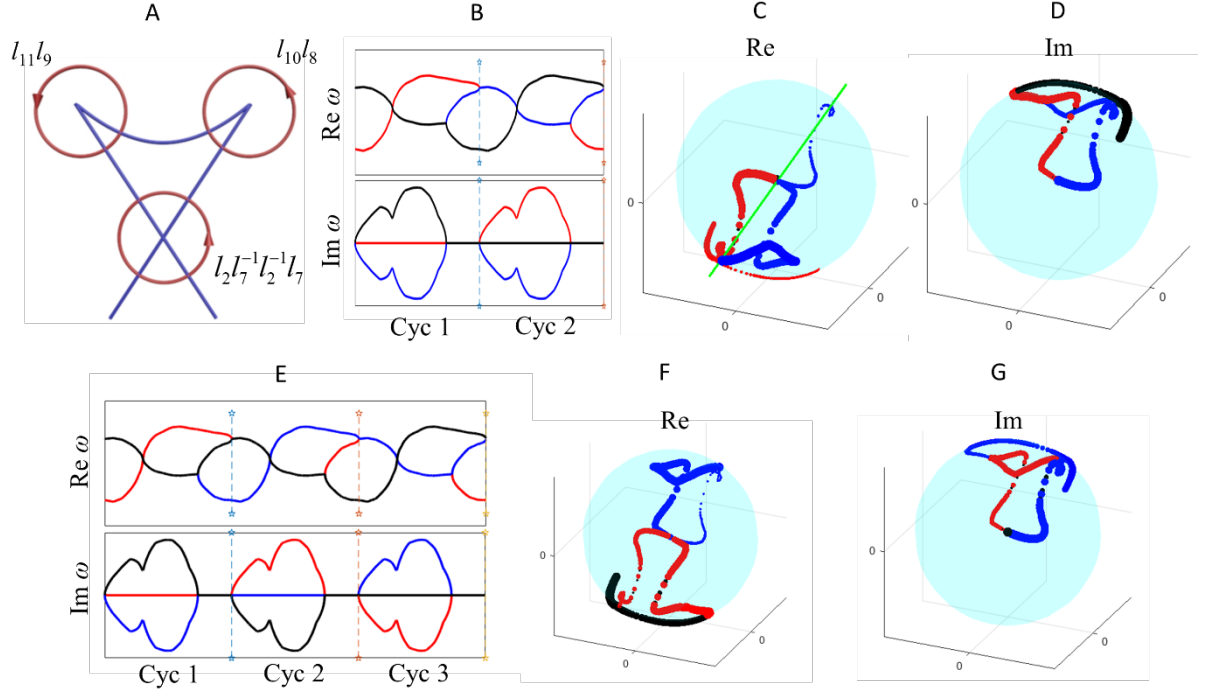 A
B
C
D
l₁₁l₉
l₁₀l₈
l₂l₇⁻¹l₂⁻¹l₇
Re ω
Im ω
Cyc 1
Cyc 2
Re
0
0
0
Im
0
0
0
E
F
G
Re ω
Im ω
Cyc 1
Cyc 2
Cyc 3
Re
0
0
0
Im
0
0
0